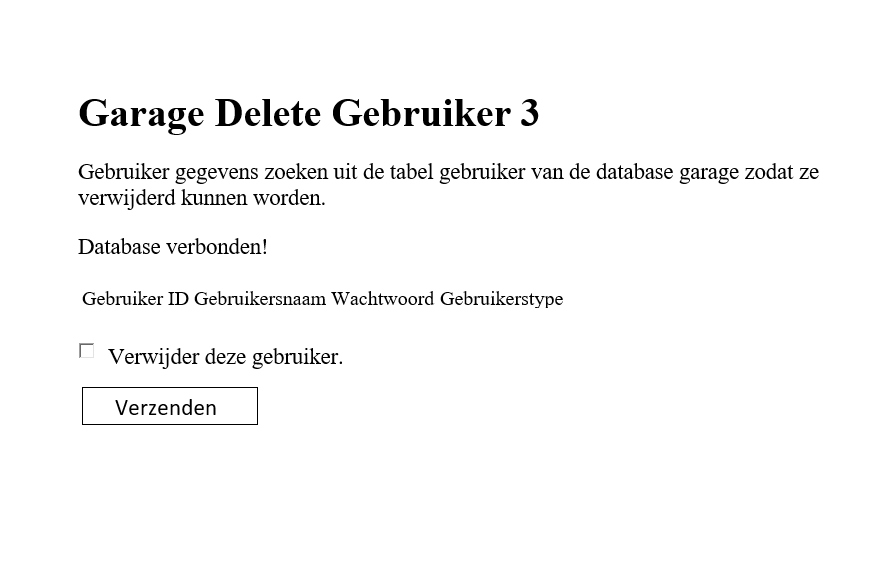 Garage Delete Gebruiker 3
Gebruiker gegevens zoeken uit de tabel gebruiker van de database garage zodat ze
verwijderd kunnen worden.
Database verbonden!
Gebruiker ID Gebruikersnaam Wachtwoord Gebruikerstype
Verwijder deze gebruiker.
Verzenden